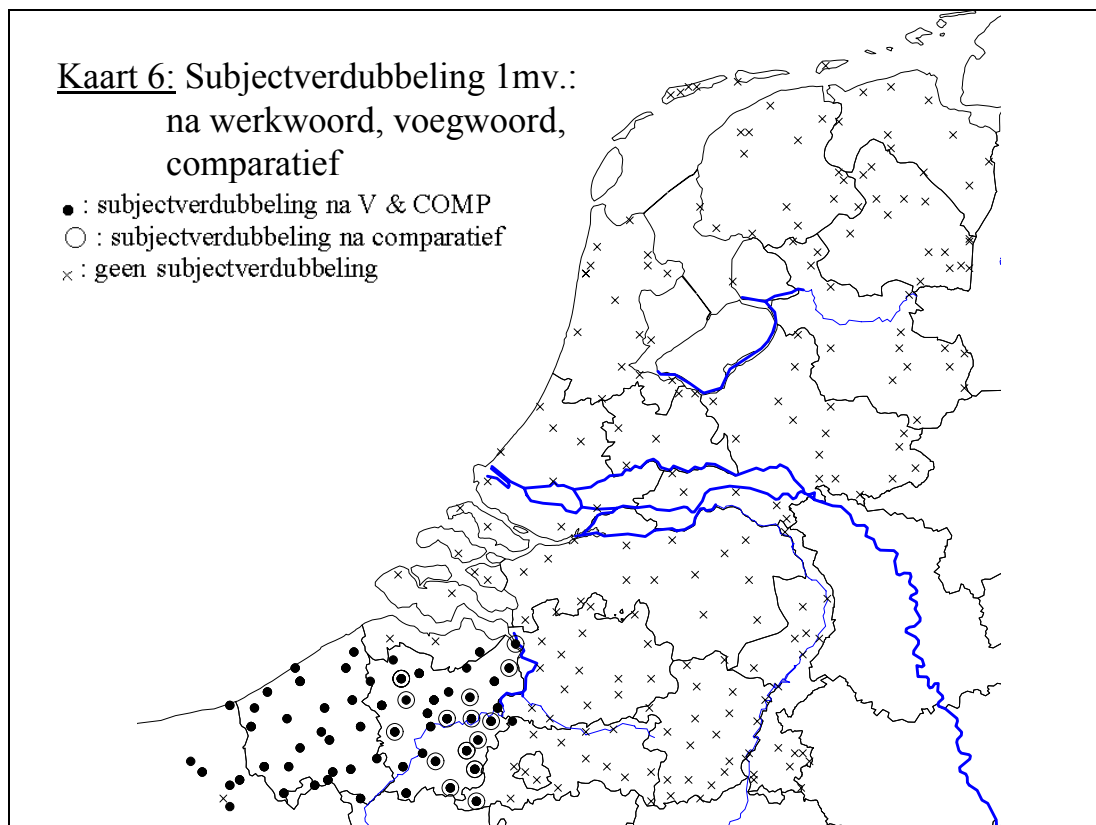 Kaart 6: Subjectverdubbeling 1mv.:
na werkwoord, voegwoord,
comparatief
● : subjectverdubbeling na V & COMP
○ : subjectverdubbeling na comparatief
× : geen subjectverdubbeling